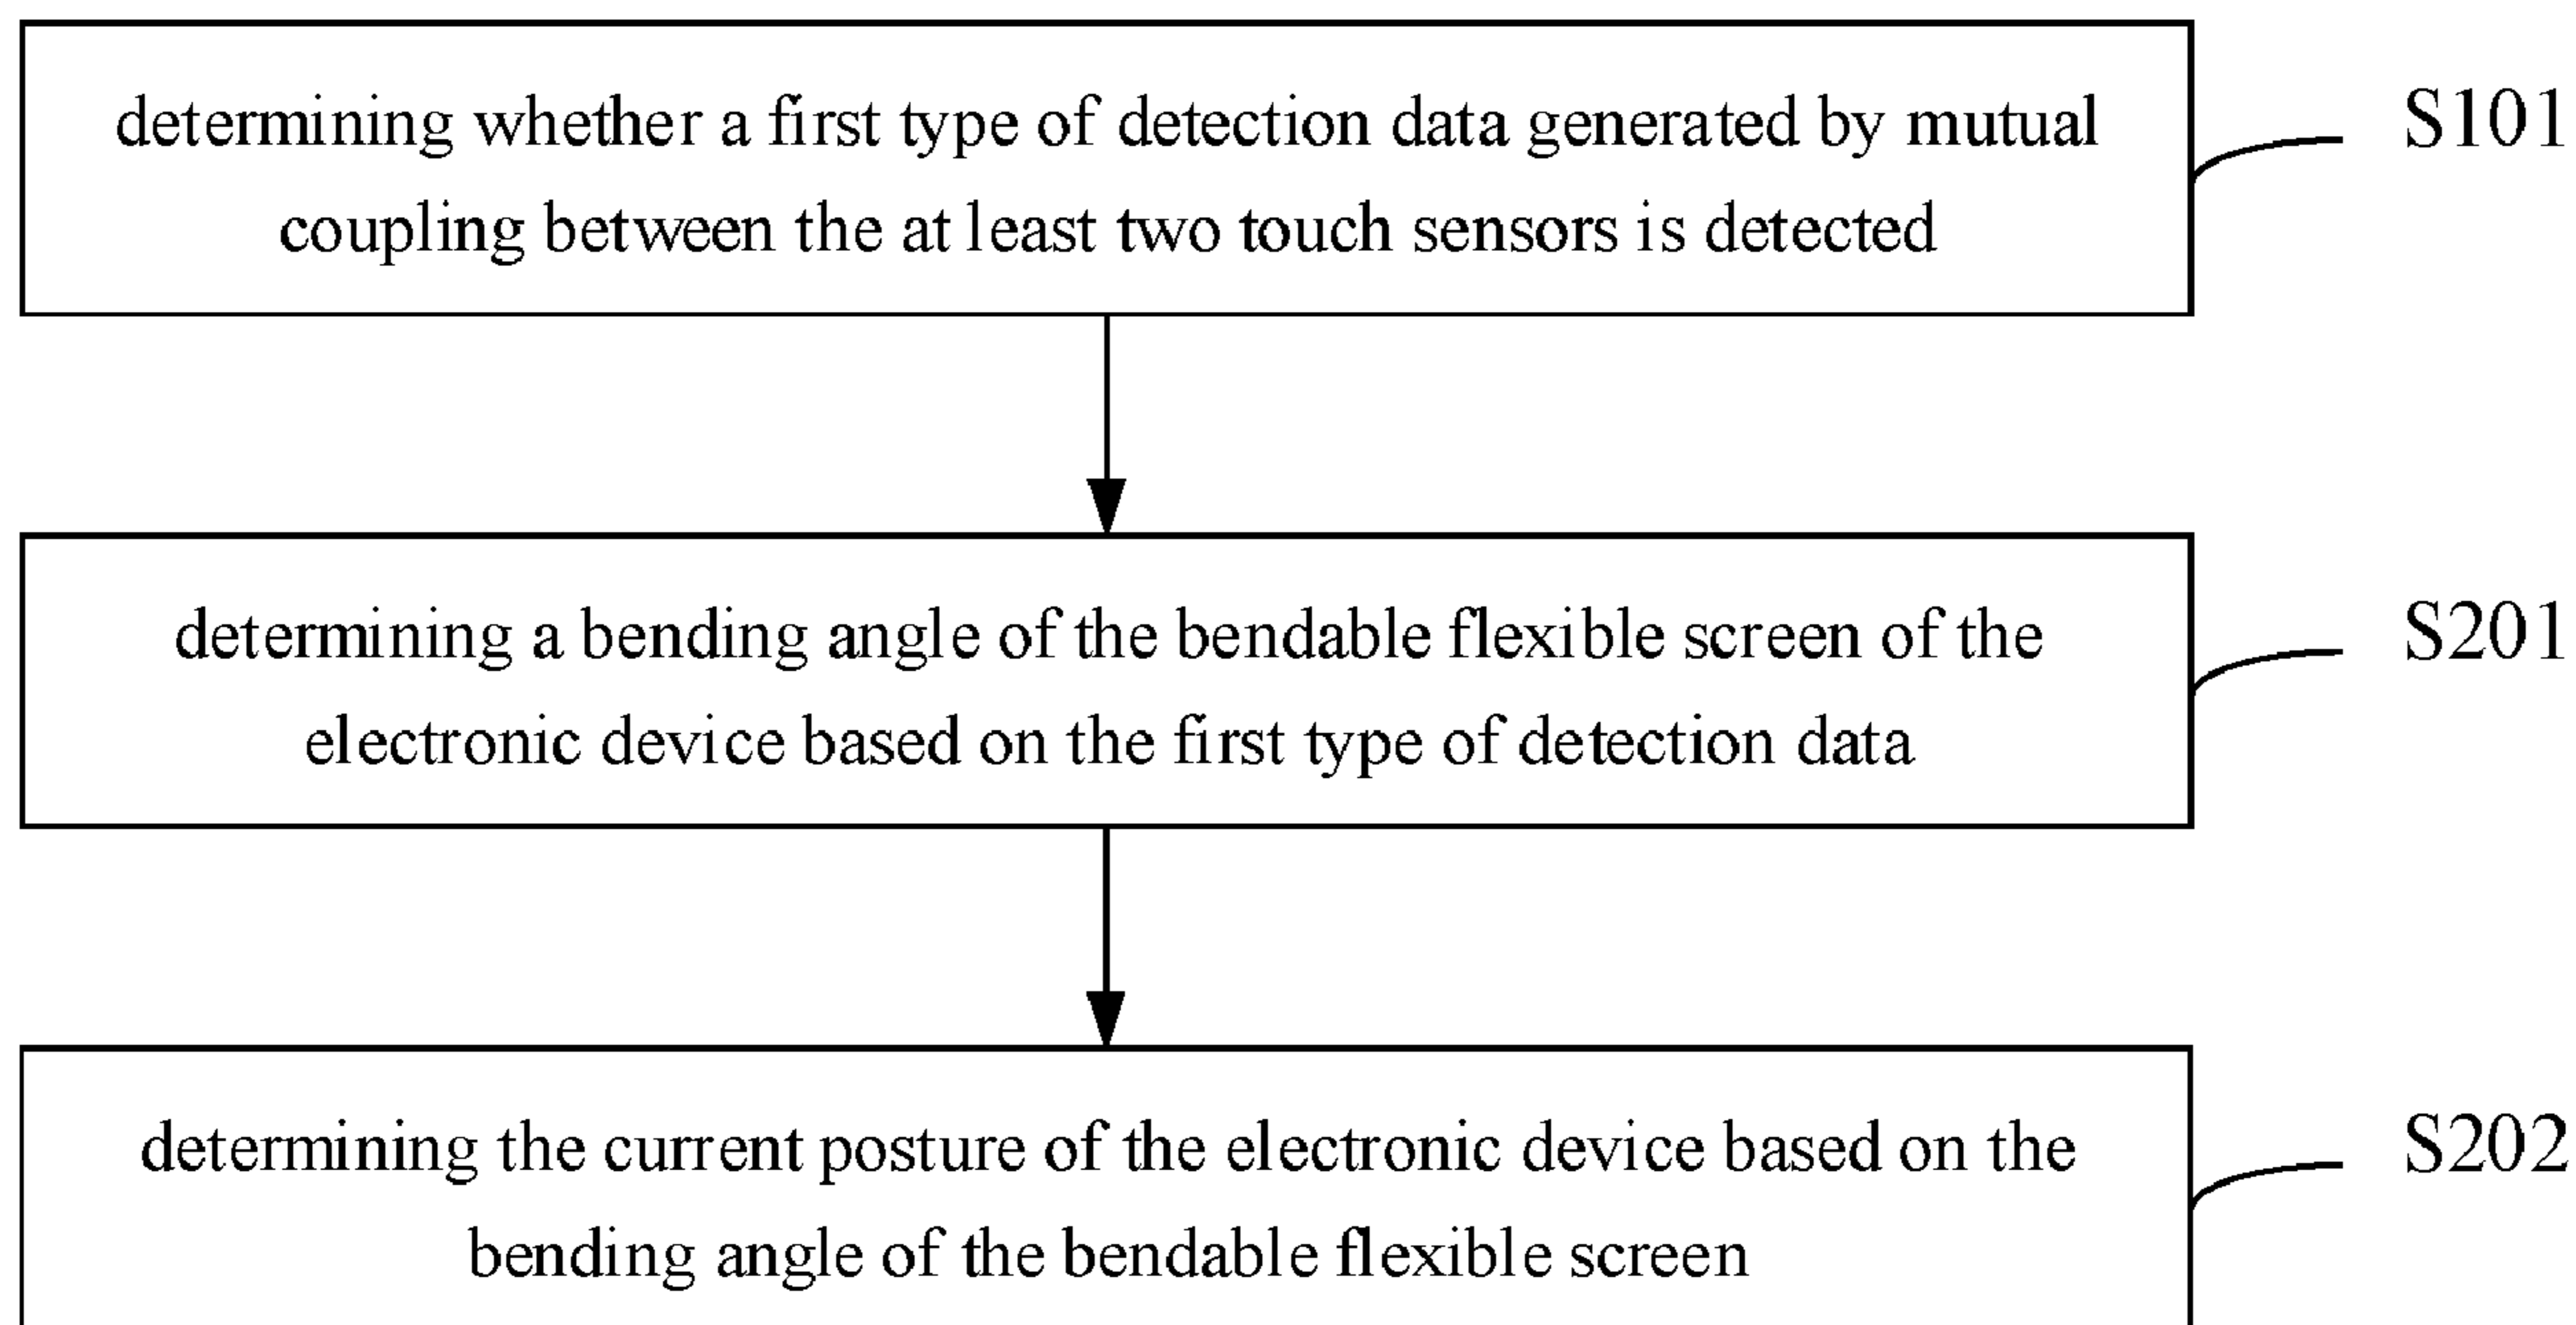 determining whether a first type of detection data generated by mutual
coupling between the at least two touch sensors is detected
S101
determining a bending angle of the bendable flexible screen of the
electronic device based on the first type of detection data
S201
determining the current posture of the electronic device based on the
bending angle of the bendable flexible screen
S202